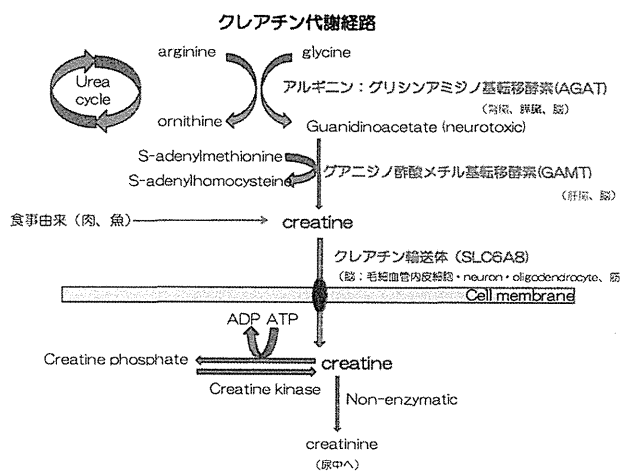 クレアチン代謝経路
arginine
glycine
Urea
cycle
アルギニン:グリシンアミジノ基転移酵素(AGAT)
(腎臓、膵臓、脳)
ornithine
Guanidinoacetate (neurotoxic)
S-adenylmethionine
グアニジノ酢酸メチル基転移酵素(GAMT)
S-adenylhomocysteine
(肝臓、脳)
食事由来(肉、魚)
creatine
クレアチン輸送体(SLC6A8)
(脳:毛細血管内皮細胞・neuron・oligodendrocyte、筋
Cell membrane
ADP ATP
Creatine phosphate
creatine
Creatine kinase
Non-enzymatic
creatinine
(尿中へ)